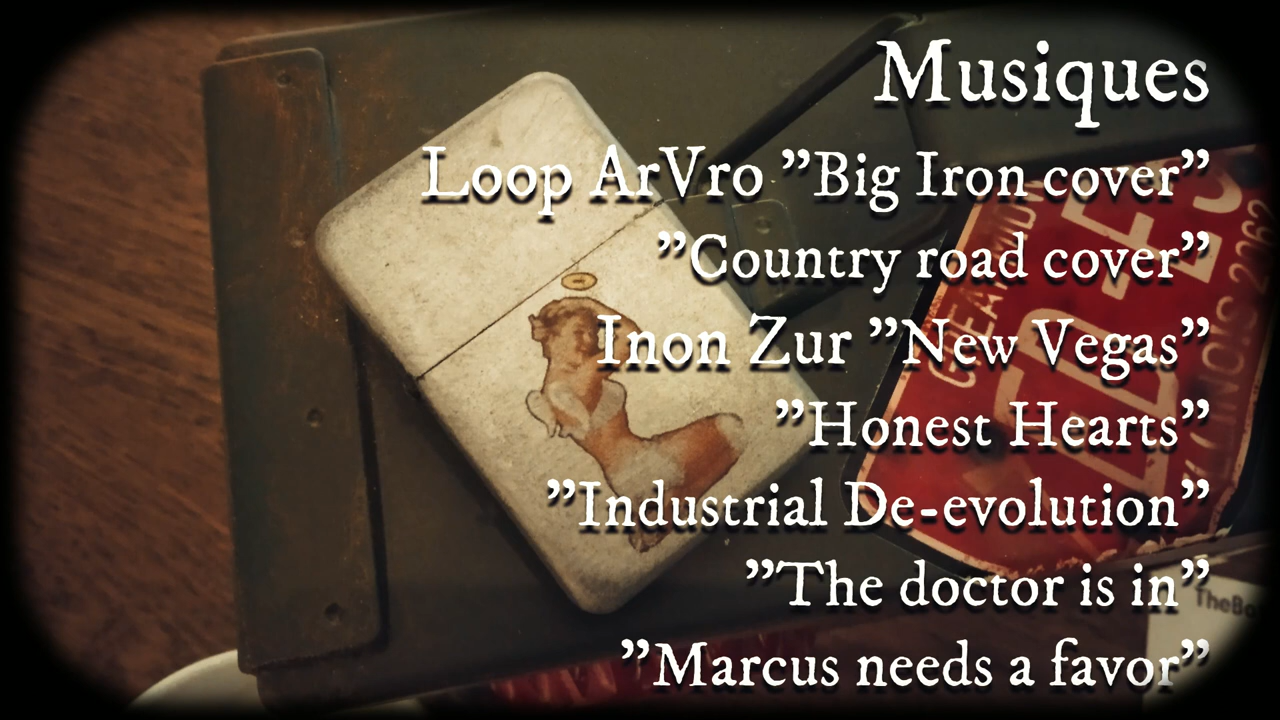 Musiques
Loop ArVro "Big Iron cover"
"Country road cover"
Inon Zur "New Vegas"
"Honest Hearts"
"Industrial De-evolution"
"The doctor is in"
"Marcus needs a favor"